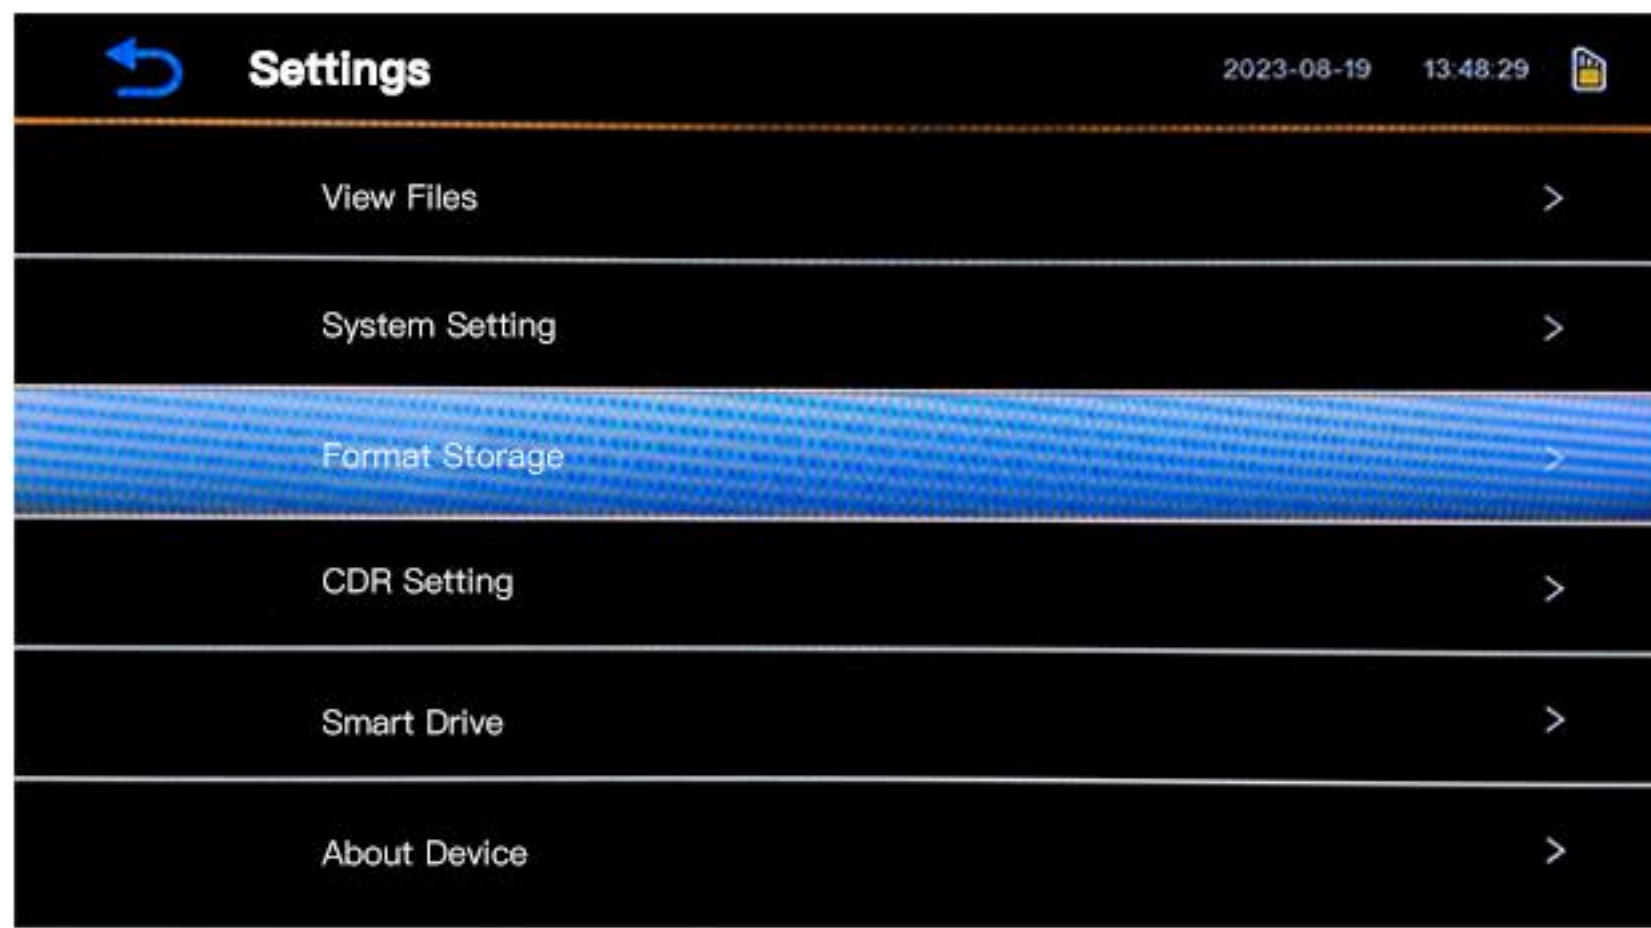 Settings 2023-08-19 13:48:29
View Files
System Setting
Format Storage
CDR Setting
Smart Drive
About Device